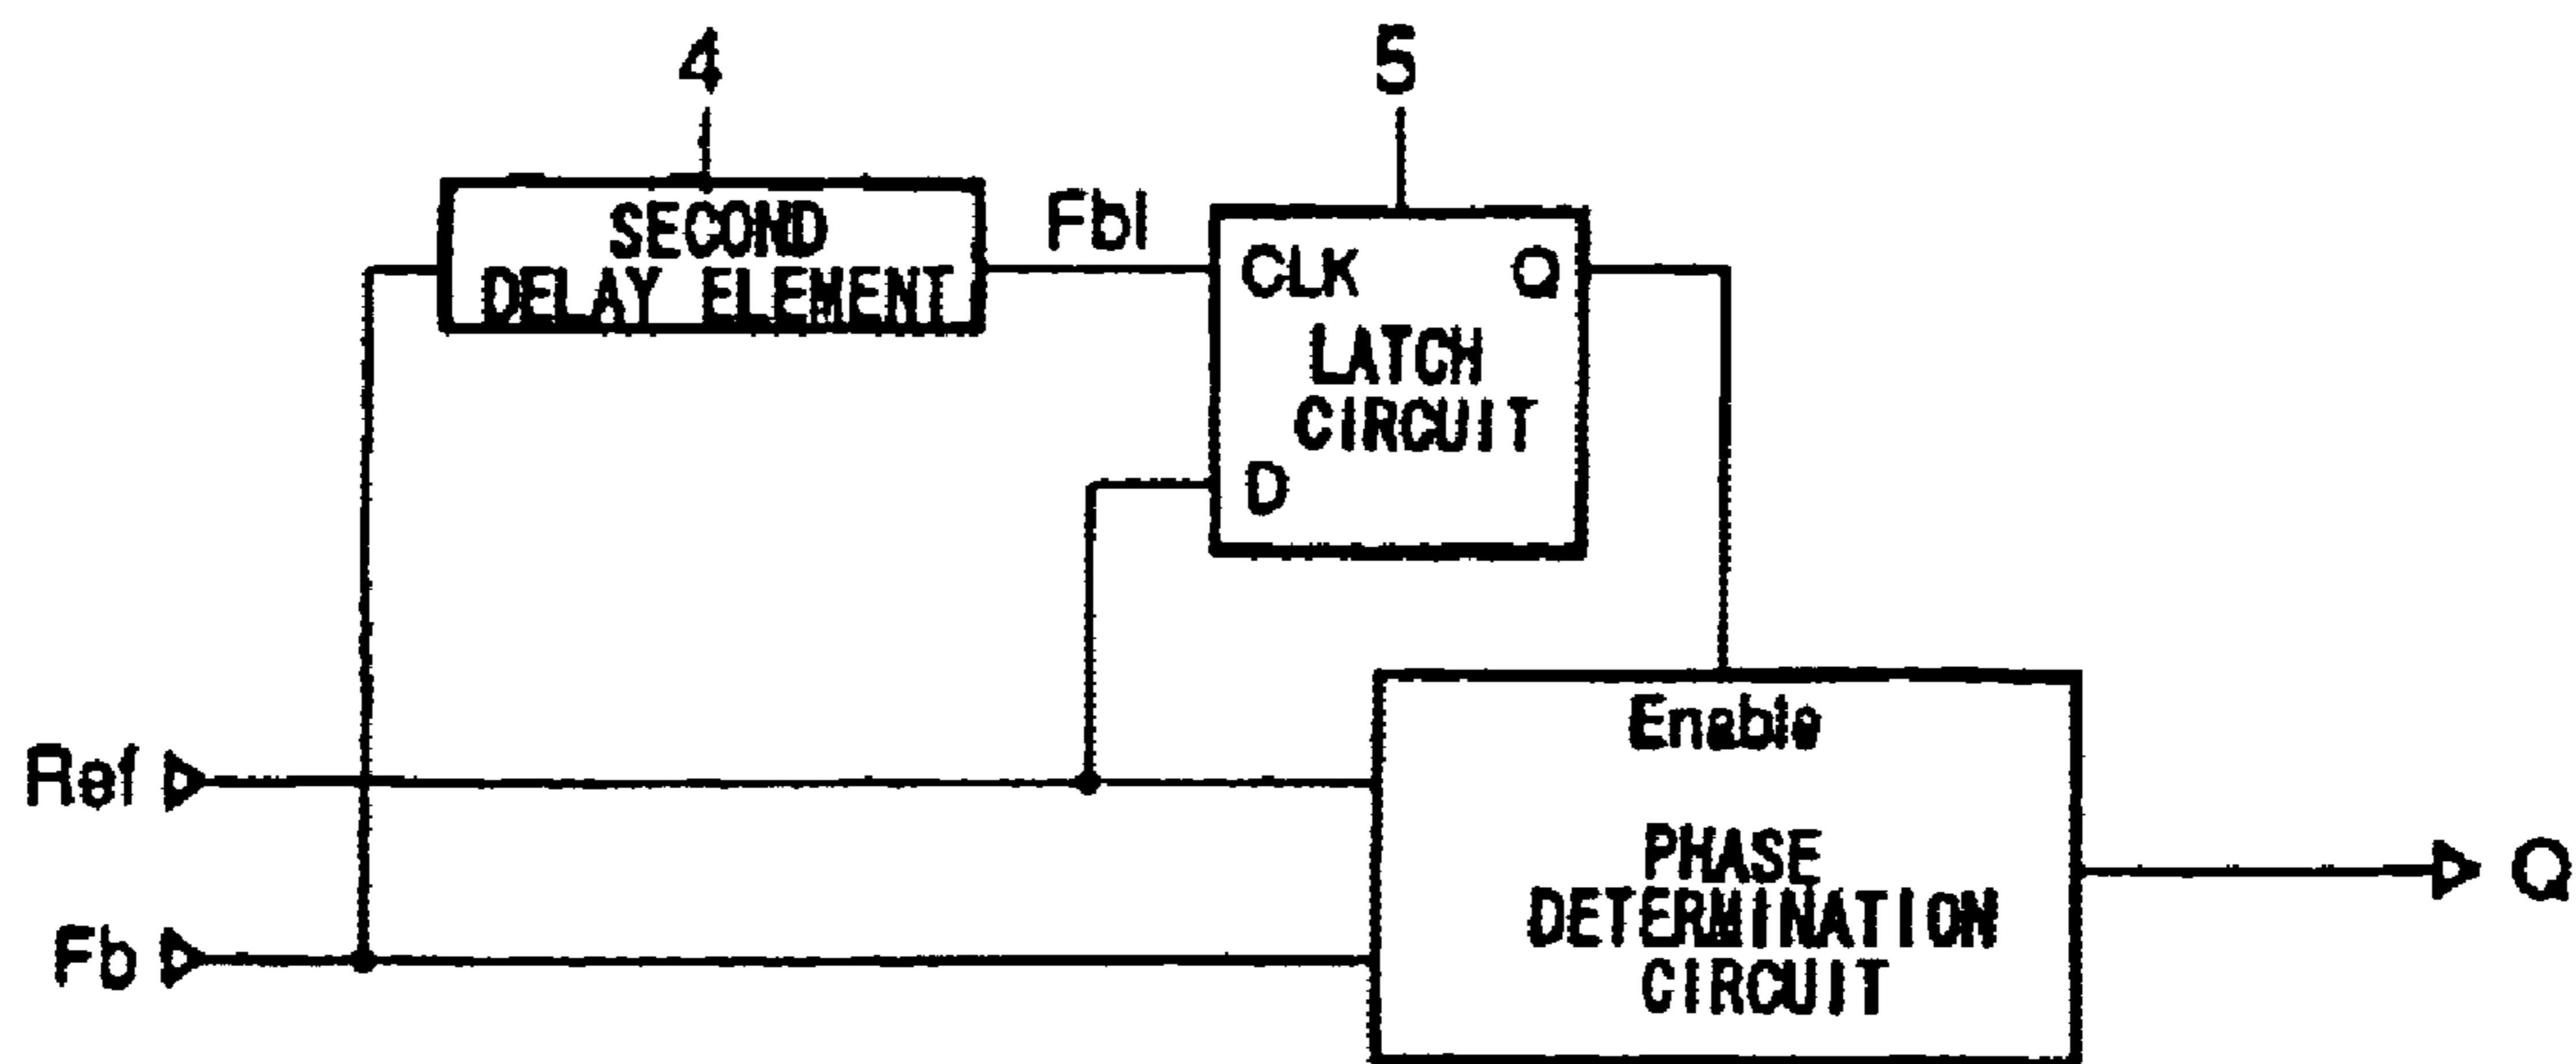 4
5
SECOND
DELAY ELEMENT
Fbl
CLK
Q
LATCH
CIRCUIT
D
Enable
Ref
PHASE
DETERMINATION
CIRCUIT
Q
Fb